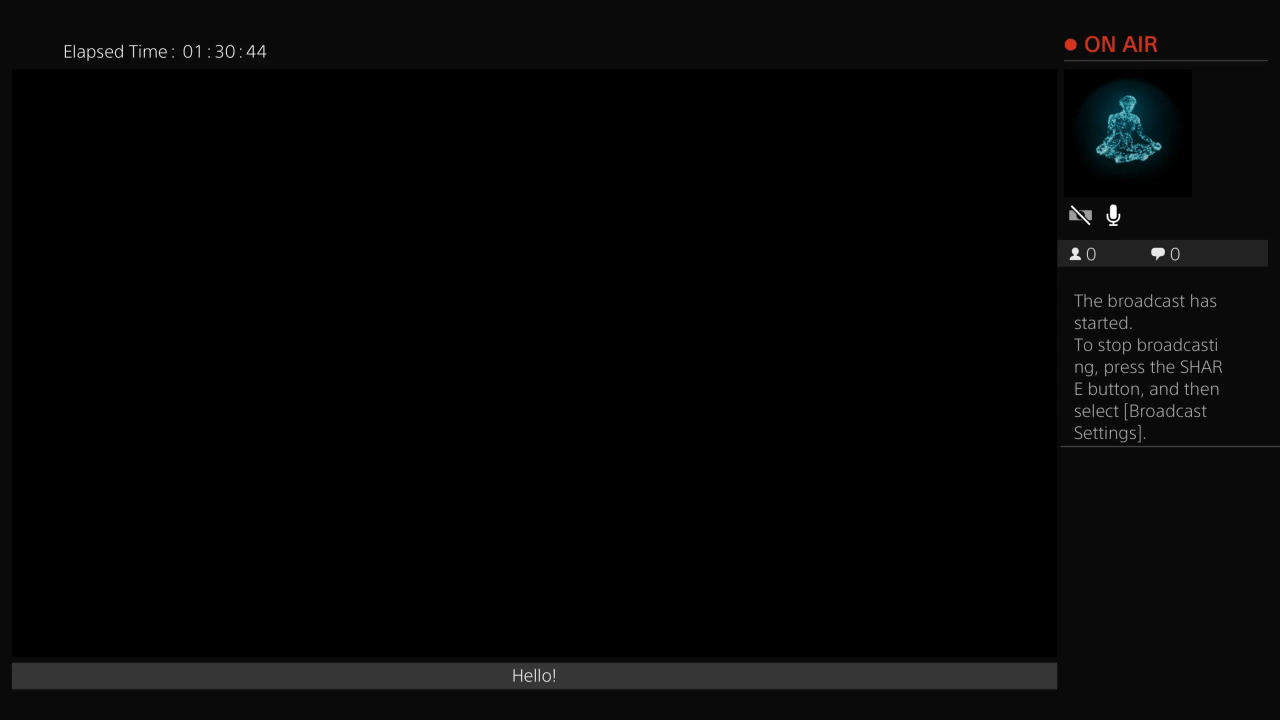 Elapsed Time : 01 : 30 : 44
ON AIR
0
0
The broadcast has
started.
To stop broadcasti
ng, press the SHAR
E button, and then
select [Broadcast
Settings].
Hello!